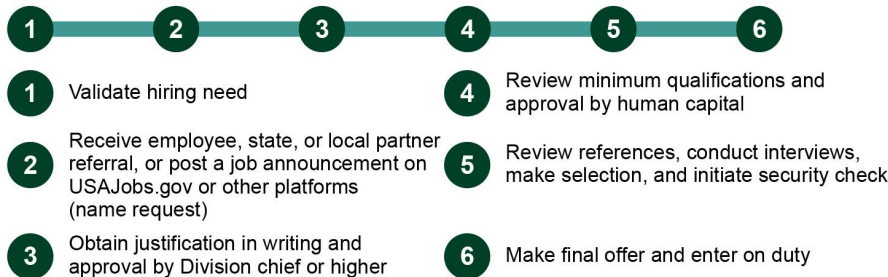 1 2 3 4 5 6
1 Validate hiring need
2 Receive employee, state, or local partner
referral, or post a job announcement on
USAJobs.gov or other platforms
(name request)
3 Obtain justification in writing and
approval by Division chief or higher
4 Review minimum qualifications and
approval by human capital
5 Review references, conduct interviews,
make selection, and initiate security check
6 Make final offer and enter on duty